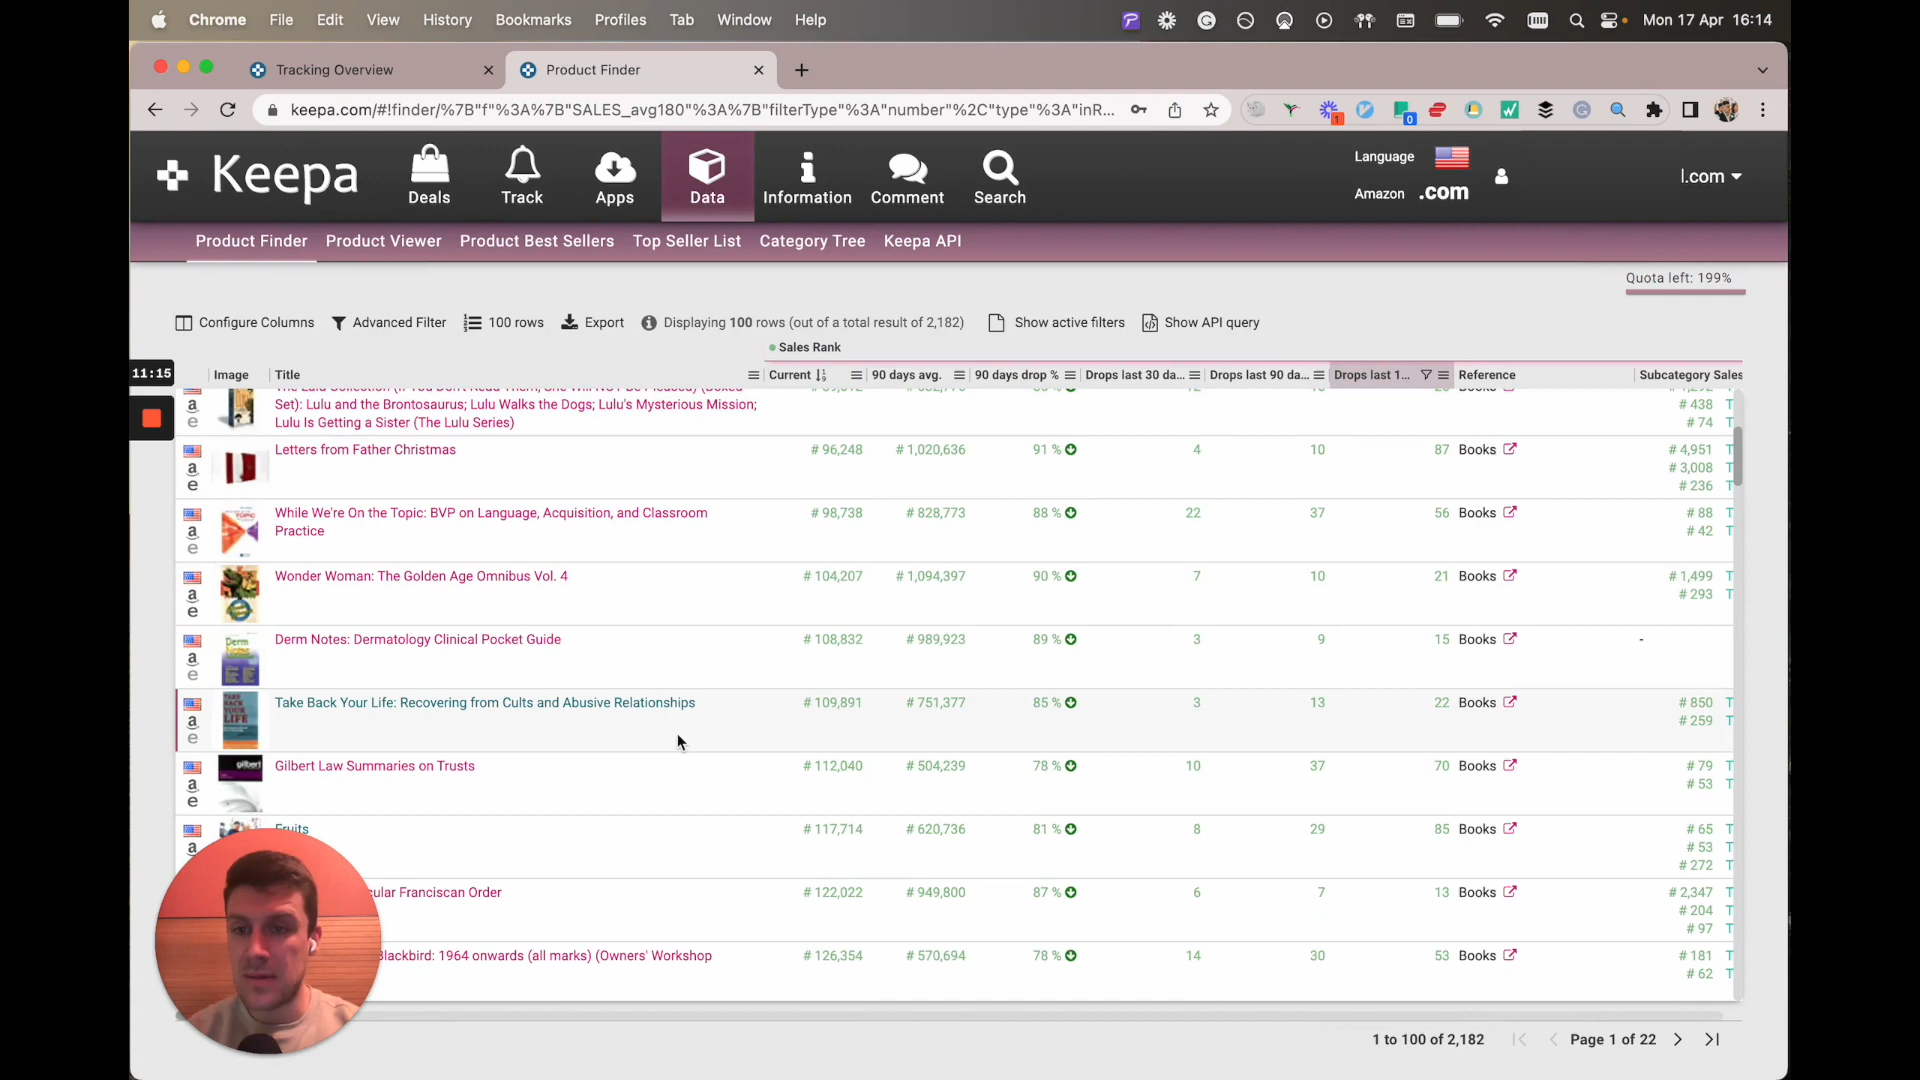 Chrome File Edit View History Bookmarks Profiles Tab Window Help Mon 17 Apr 16:14
Tracking Overview Product Finder
keepa.com/#!finder/%7B"f"%3A%7B"SALES_avg180"%3A%7B"filterType"%3A"number"%2C"type"%3A"inR...
1 0
Keepa Deals Track Apps Data Information Comment Search
Language
Amazon .com
l.com
Product Finder Product Viewer Product Best Sellers Top Seller List Category Tree Keepa API
Quota left: 199%
Configure Columns Advanced Filter 100 rows Export Displaying 100 rows (out of a total result of 2,182) Show active filters Show API query
Sales Rank
11:15
Image Title Current 90 days avg. 90 days drop % Drops last 30 da... Drops last 90 da... Drops last 1... Reference Subcategory Sales
Set): Lulu and the Brontosaurus; Lulu Walks the Dogs; Lulu's Mysterious Mission; # 438 T
Lulu Is Getting a Sister (The Lulu Series) # 74 T
Letters from Father Christmas # 96,248 # 1,020,636 91 % 4 10 87 Books # 4,951 T
# 3,008 T
# 236 T
While We're On the Topic: BVP on Language, Acquisition, and Classroom # 98,738 # 828,773 88 % 22 37 56 Books # 88 T
Practice # 42 T
Wonder Woman: The Golden Age Omnibus Vol. 4 # 104,207 # 1,094,397 90 % 7 10 21 Books # 1,499 T
# 293 T
Derm Notes: Dermatology Clinical Pocket Guide # 108,832 # 989,923 89 % 3 9 15 Books -
Take Back Your Life: Recovering from Cults and Abusive Relationships # 109,891 # 751,377 85 % 3 13 22 Books # 850 T
# 259 T
Gilbert Law Summaries on Trusts # 112,040 # 504,239 78 % 10 37 70 Books # 79 T
# 53 T
Fruits # 117,714 # 620,736 81 % 8 29 85 Books # 65 T
# 53 T
# 272 T
cular Franciscan Order # 122,022 # 949,800 87 % 6 7 13 Books # 2,347 T
# 204 T
# 97 T
Blackbird: 1964 onwards (all marks) (Owners' Workshop # 126,354 # 570,694 78 % 14 30 53 Books # 181 T
# 62 T
1 to 100 of 2,182 Page 1 of 22